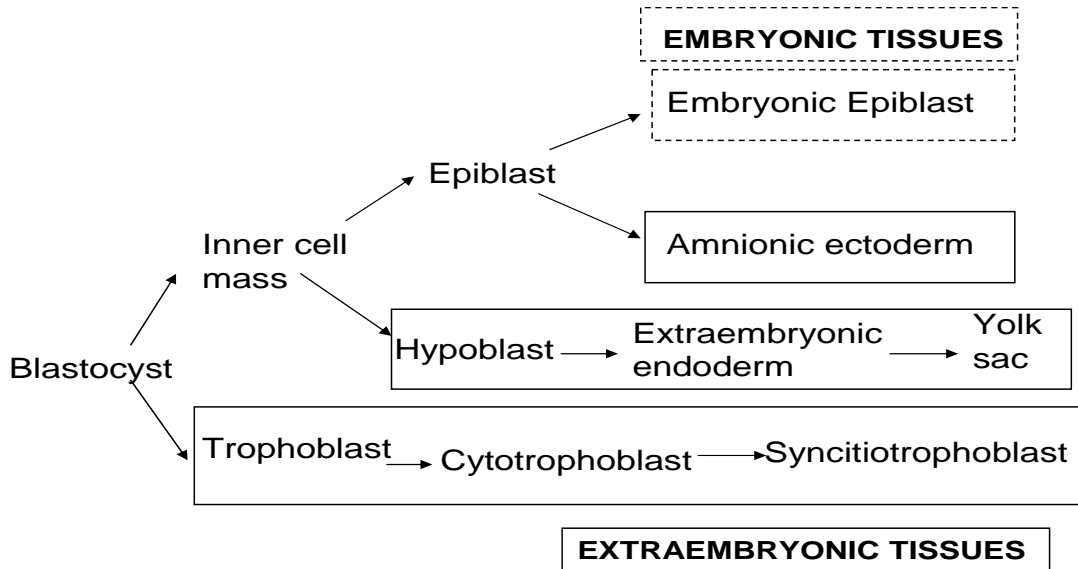 EMBRYONIC TISSUES
Embryonic Epiblast
Epiblast
Amnionic ectoderm
Inner cell
mass
Hypoblast
Extraembryonic
endoderm
Yolk
sac
Blastocyst
Trophoblast
Cytotrophoblast
Syncitiotrophoblast
EXTRAEMBRYONIC TISSUES